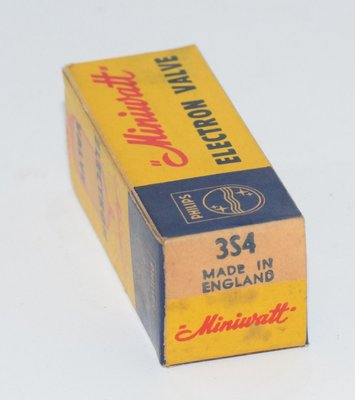 "Miniwatt"
ELECTRON VALVE
PHILIPS
3S4
MADE IN
ENGLAND
"Miniwatt"